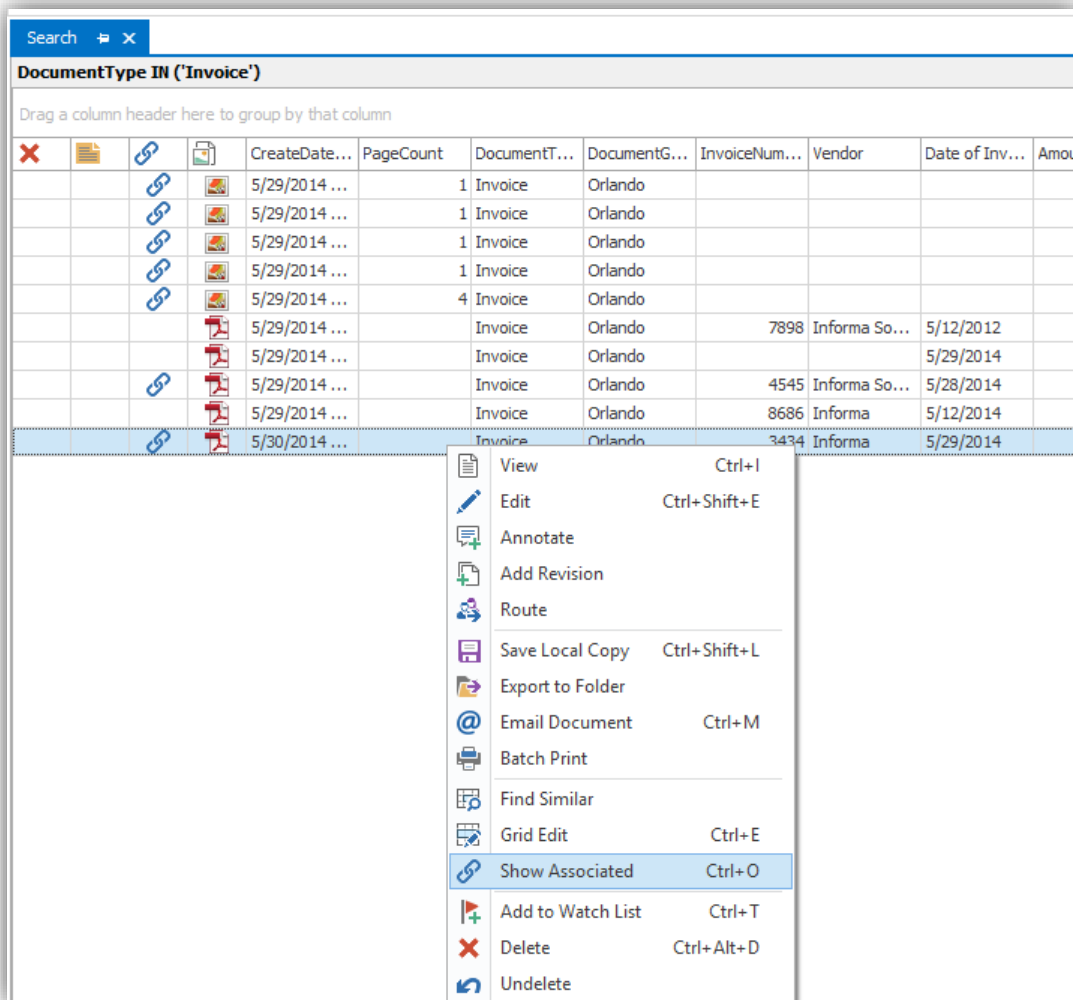 Search
DocumentType IN ('Invoice')
Drag a column header here to group by that column
CreateDate... PageCount DocumentT... DocumentG... InvoiceNum... Vendor Date of Inv... Amou
5/29/2014 ... 1 Invoice Orlando
5/29/2014 ... 1 Invoice Orlando
5/29/2014 ... 1 Invoice Orlando
5/29/2014 ... 1 Invoice Orlando
5/29/2014 ... 4 Invoice Orlando
5/29/2014 ... Invoice Orlando 7898 Informa So... 5/12/2012
5/29/2014 ... Invoice Orlando 5/29/2014
5/29/2014 ... Invoice Orlando 4545 Informa So... 5/28/2014
5/29/2014 ... Invoice Orlando 8686 Informa 5/12/2014
5/30/2014 ... Invoice Orlando 3434 Informa 5/29/2014
View Ctrl+I
Edit Ctrl+Shift+E
Annotate
Add Revision
Route
Save Local Copy Ctrl+Shift+L
Export to Folder
Email Document Ctrl+M
Batch Print
Find Similar
Grid Edit Ctrl+E
Show Associated Ctrl+O
Add to Watch List Ctrl+T
Delete Ctrl+Alt+D
Undelete